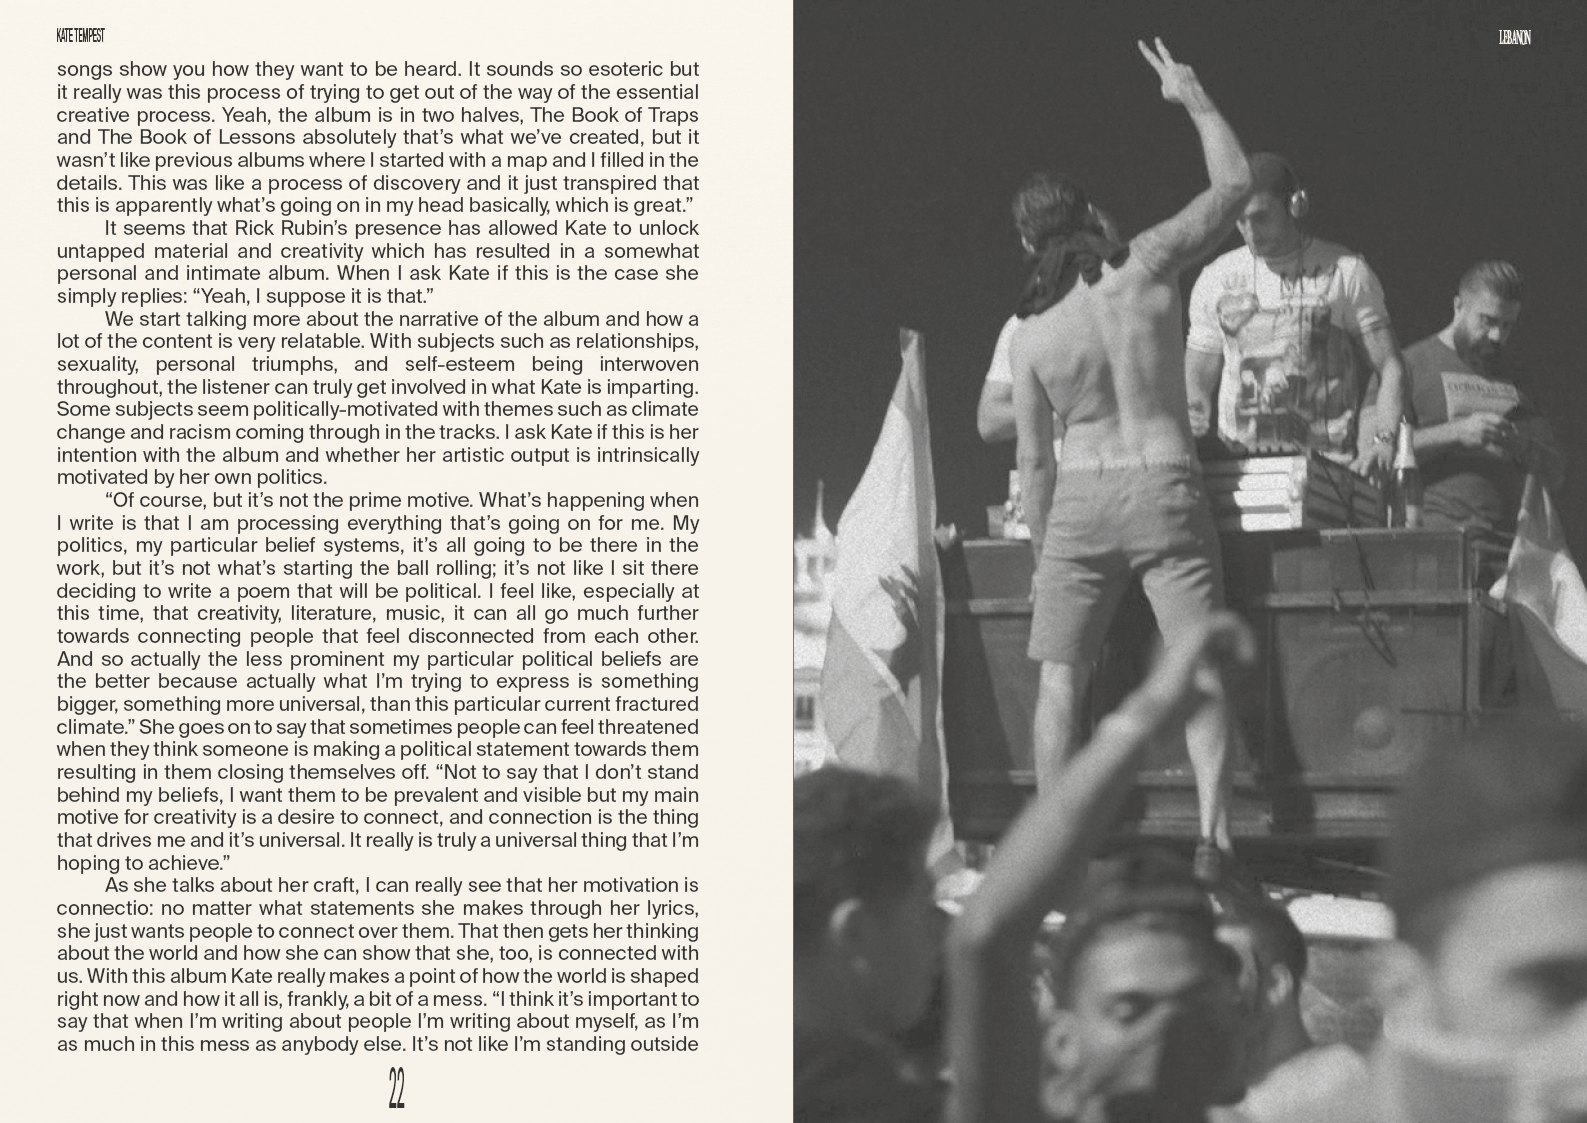 KATE TEMPEST
songs show you how they want to be heard. It sounds so esoteric but
it really was this process of trying to get out of the way of the essential
creative process. Yeah, the album is in two halves, The Book of Traps
and The Book of Lessons absolutely that’s what we’ve created, but it
wasn’t like previous albums where I started with a map and I filled in the
details. This was like a process of discovery and it just transpired that
this is apparently what’s going on in my head basically, which is great.”
It seems that Rick Rubin’s presence has allowed Kate to unlock
untapped material and creativity which has resulted in a somewhat
personal and intimate album. When I ask Kate if this is the case she
simply replies: “Yeah, I suppose it is that.”
We start talking more about the narrative of the album and how a
lot of the content is very relatable. With subjects such as relationships,
sexuality, personal triumphs, and self-esteem being interwoven
throughout, the listener can truly get involved in what Kate is imparting.
Some subjects seem politically-motivated with themes such as climate
change and racism coming through in the tracks. I ask Kate if this is her
intention with the album and whether her artistic output is intrinsically
motivated by her own politics.
“Of course, but it’s not the prime motive. What’s happening when
I write is that I am processing everything that’s going on for me. My
politics, my particular belief systems, it’s all going to be there in the
work, but it’s not what’s starting the ball rolling; it’s not like I sit there
deciding to write a poem that will be political. I feel like, especially at
this time, that creativity, literature, music, it can all go much further
towards connecting people that feel disconnected from each other.
And so actually the less prominent my particular political beliefs are
the better because actually what I’m trying to express is something
bigger, something more universal, than this particular current fractured
climate.” She goes on to say that sometimes people can feel threatened
when they think someone is making a political statement towards them
resulting in them closing themselves off. “Not to say that I don’t stand
behind my beliefs, I want them to be prevalent and visible but my main
motive for creativity is a desire to connect, and connection is the thing
that drives me and it’s universal. It really is truly a universal thing that I’m
hoping to achieve.”
As she talks about her craft, I can really see that her motivation is
connectio: no matter what statements she makes through her lyrics,
she just wants people to connect over them. That then gets her thinking
about the world and how she can show that she, too, is connected with
us. With this album Kate really makes a point of how the world is shaped
right now and how it all is, frankly, a bit of a mess. “I think it’s important to
say that when I’m writing about people I’m writing about myself, as I’m
as much in this mess as anybody else. It’s not like I’m standing outside
22
LEBANON